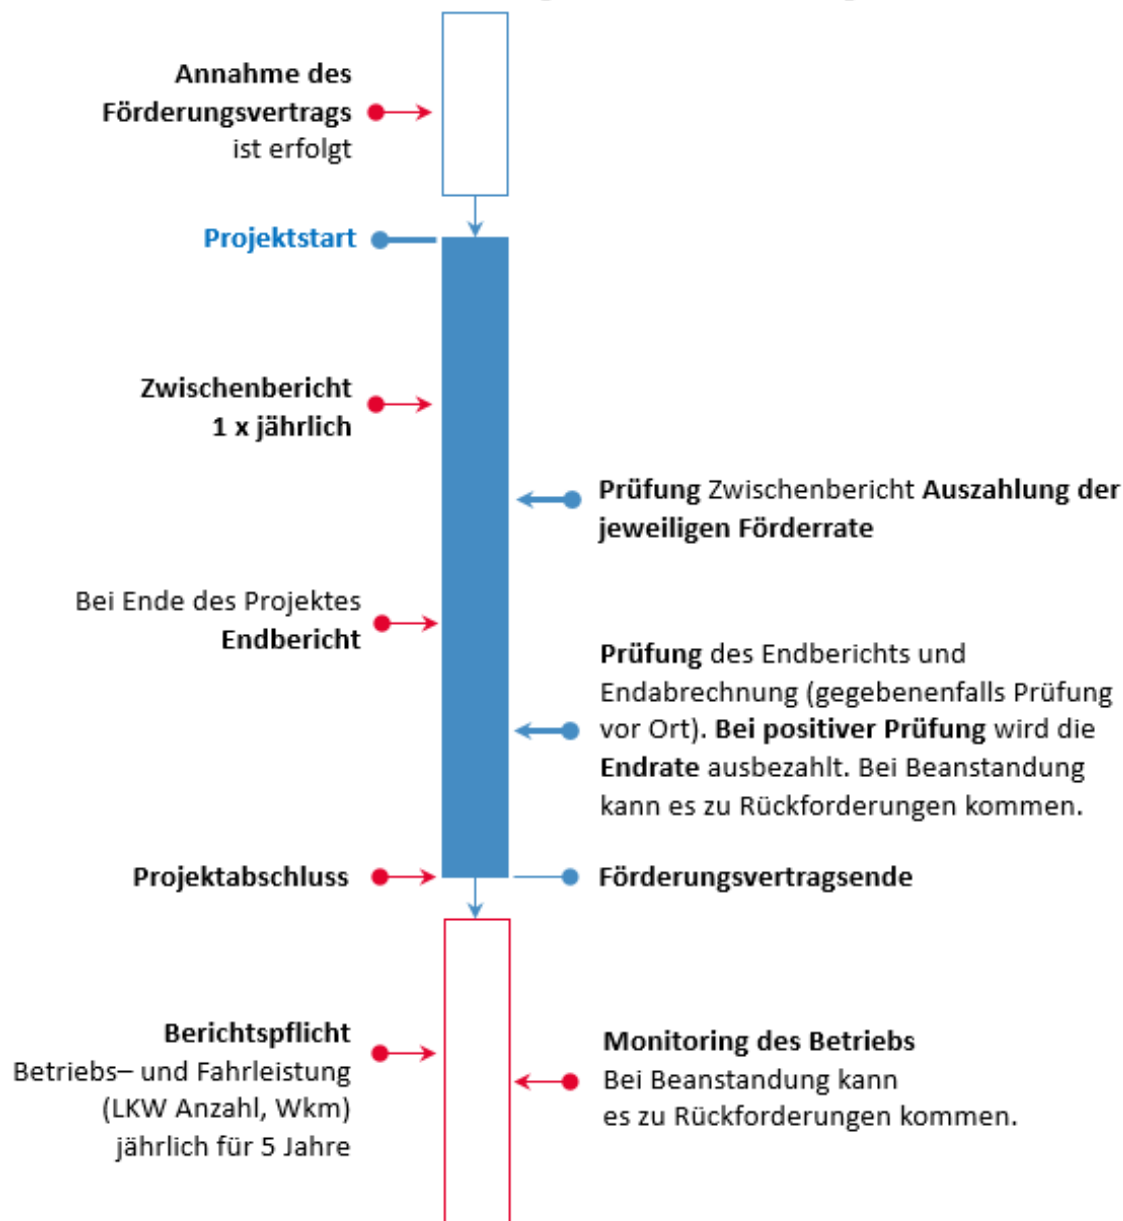 Annahme des
Förderungsvertrags
ist erfolgt
Projektstart
Zwischenbericht
1 x jährlich
Prüfung Zwischenbericht Auszahlung der
jeweiligen Förderrate
Bei Ende des Projektes
Endbericht
Prüfung des Endberichts und
Endabrechnung (gegebenenfalls Prüfung
vor Ort). Bei positiver Prüfung wird die
Endrate ausbezahlt. Bei Beanstandung
kann es zu Rückforderungen kommen.
Projektabschluss
Förderungsvertragsende
Berichtspflicht
Betriebs– und Fahrleistung
(LKW Anzahl, Wkm)
jährlich für 5 Jahre
Monitoring des Betriebs
Bei Beanstandung kann
es zu Rückforderungen kommen.